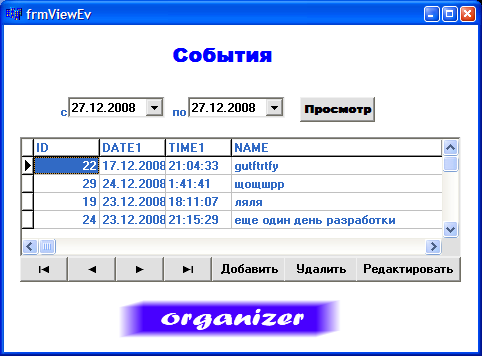 frmViewEv
События
с 27.12.2008 по 27.12.2008 Просмотр
ID DATE1 TIME1 NAME
22 17.12.2008 21:04:33 gutftrtfy
29 24.12.2008 1:41:41 щощшрр
19 23.12.2008 18:11:07 ляля
24 23.12.2008 21:15:29 еще один день разработки
Добавить Удалить Редактировать
organizer